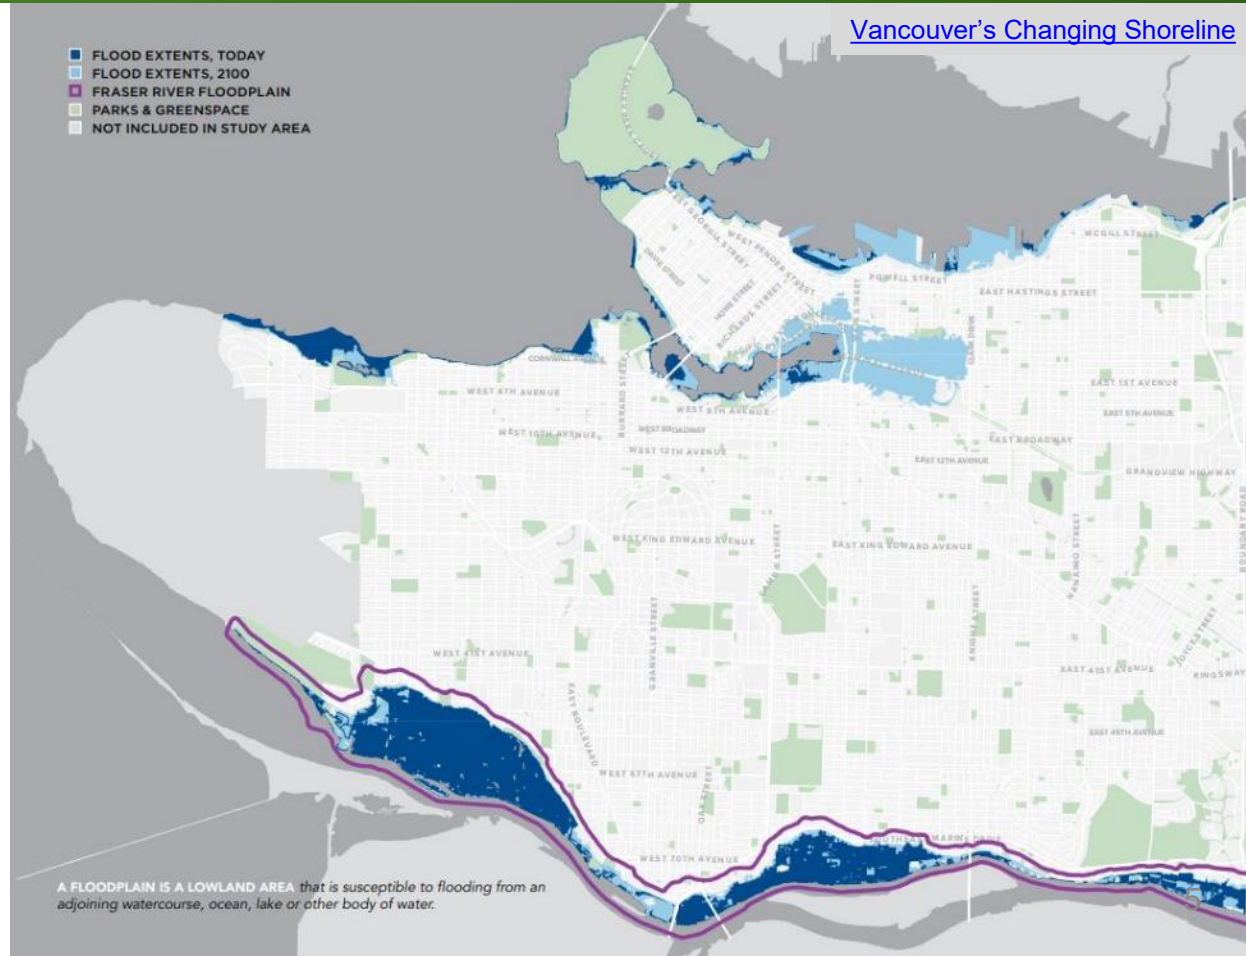 Vancouver’s Changing Shoreline
FLOOD EXTENTS, TODAY
FLOOD EXTENTS, 2100
FRASER RIVER FLOODPLAIN
PARKS & GREENSPACE
NOT INCLUDED IN STUDY AREA
MCGILL STREET
WEST GEORGIA STREET
WEST PENDER STREET
DAVIE STREET
POWELL STREET
HOWE STREET
EAST HASTINGS STREET
RICHARDS STREET
CORNWALL AVENUE
CLARK DRIVE
WEST 4TH AVENUE
EAST 1ST AVENUE
BURRARD STREET
WEST 6TH AVENUE
EAST 5TH AVENUE
WEST 10TH AVENUE
WEST BROADWAY
EAST BROADWAY
WEST 12TH AVENUE
EAST 12TH AVENUE
GRANDVIEW HIGHWAY
BOUNDARY ROAD
WEST KING EDWARD AVENUE
EAST KING EDWARD AVENUE
CAMBIE STREET
NANAIMO STREET
GRANVILLE STREET
KNIGHT STREET
JOYCE STREET
WEST 41ST AVENUE
EAST 41ST AVENUE
KINGSWAY
EAST BOULEVARD
EAST 49TH AVENUE
WEST 57TH AVENUE
OAK STREET
SOUTHEAST MARINE DRIVE
WEST 70TH AVENUE
A FLOODPLAIN IS A LOWLAND AREA that is susceptible to flooding from an
adjoining watercourse, ocean, lake or other body of water.
5